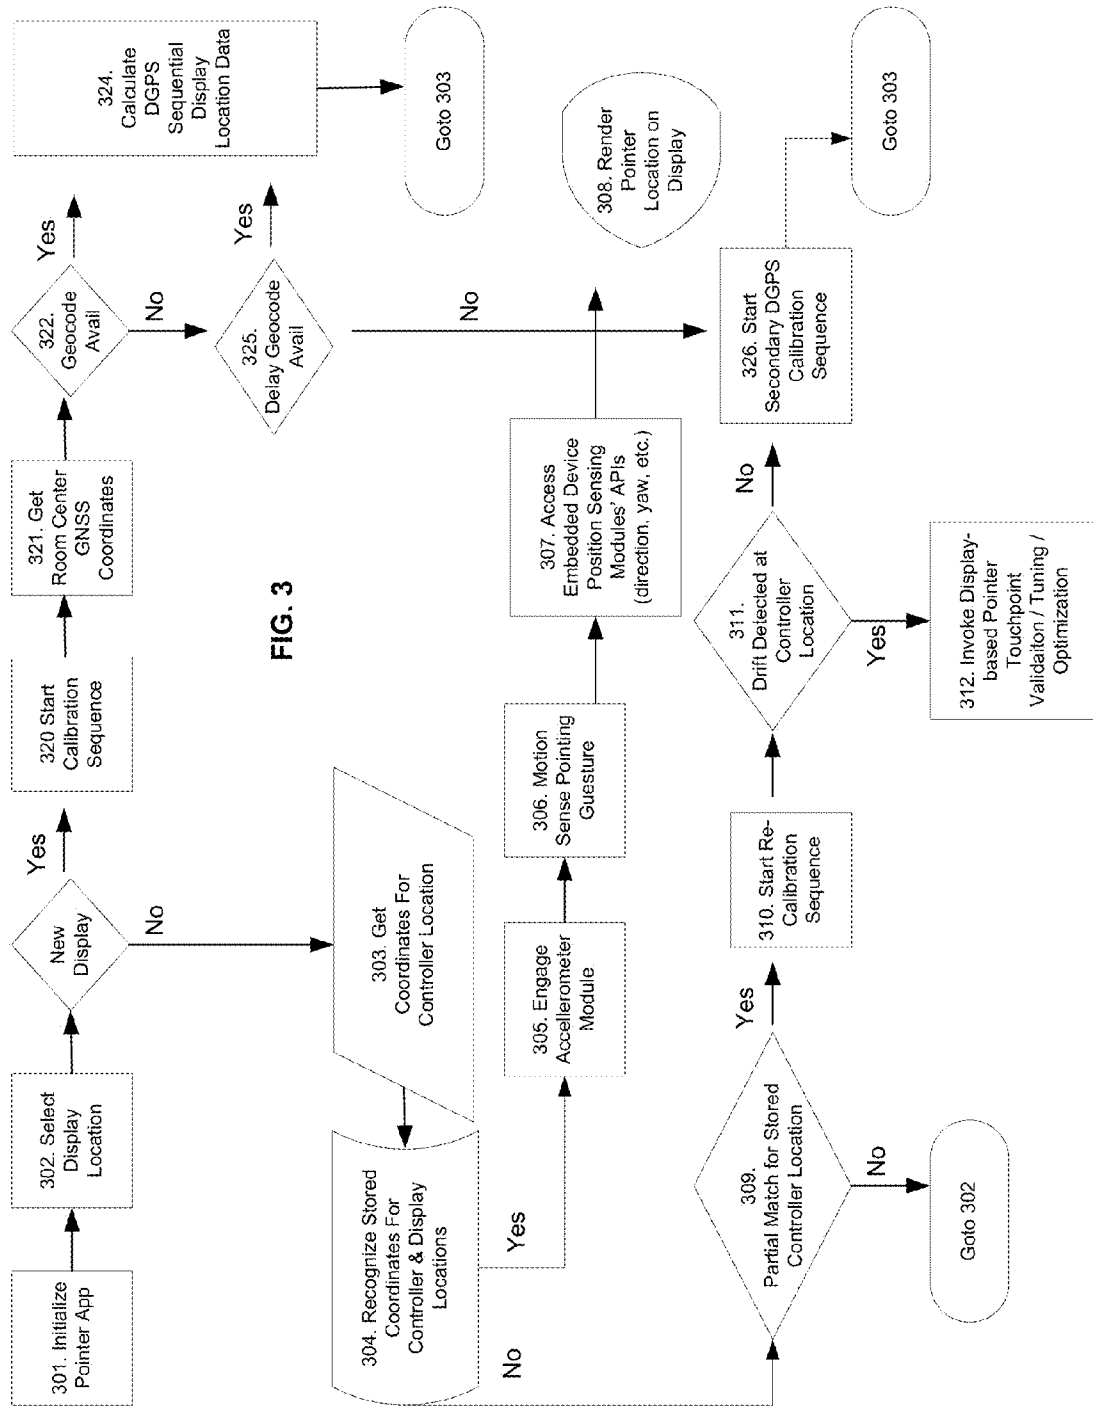 301. Initialize
Pointer App
302. Select
Display
Location
New
Display
Yes
No
320 Start
Calibration
Sequence
321. Get
Room Center
GNSS
Coordinates
322.
Geocode
Avail
Yes
No
324.
Calculate
DGPS
Sequential
Display
Location Data
325.
Delay Geocode
Avail
Yes
No
Goto 303
303. Get
Coordinates For
Controller Location
FIG. 3
304. Recognize Stored
Coordinates For
Controller & Display
Locations
Yes
No
305. Engage
Accellerometer
Module
306. Motion
Sense Pointing
Guesture
307. Access
Embedded Device
Position Sensing
Modules' APIs
(direction, yaw, etc.)
308. Render
Pointer
Location on
Display
309.
Partial Match for Stored
Controller Location
Yes
No
Goto 302
310. Start Re-
Calibration
Sequence
311.
Drift Detected at
Controller
Location
No
Yes
312. Invoke Display-
based Pointer
Touchpoint
Validaiton / Tuning /
Optimization
326. Start
Secondary DGPS
Calibration
Sequence
Goto 303